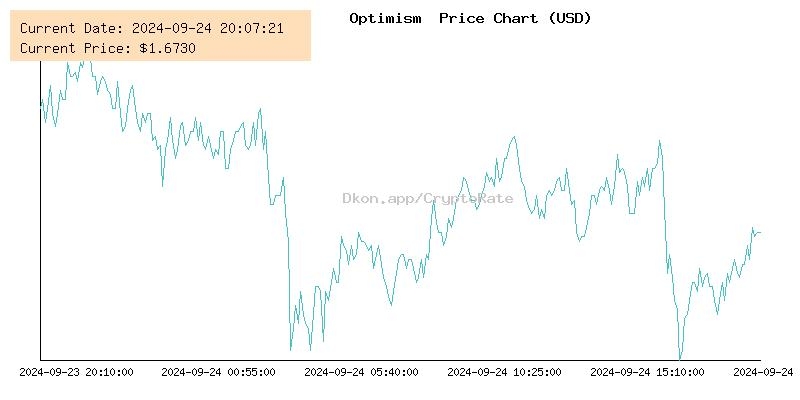 Optimism  Price Chart (USD)
Current Date: 2024-09-24 20:07:21
Current Price: $1.6730
Dkon.app/CryptoRate
2024-09-23 20:10:00 2024-09-24 00:55:00 2024-09-24 05:40:00 2024-09-24 10:25:00 2024-09-24 15:10:00 2024-09-24